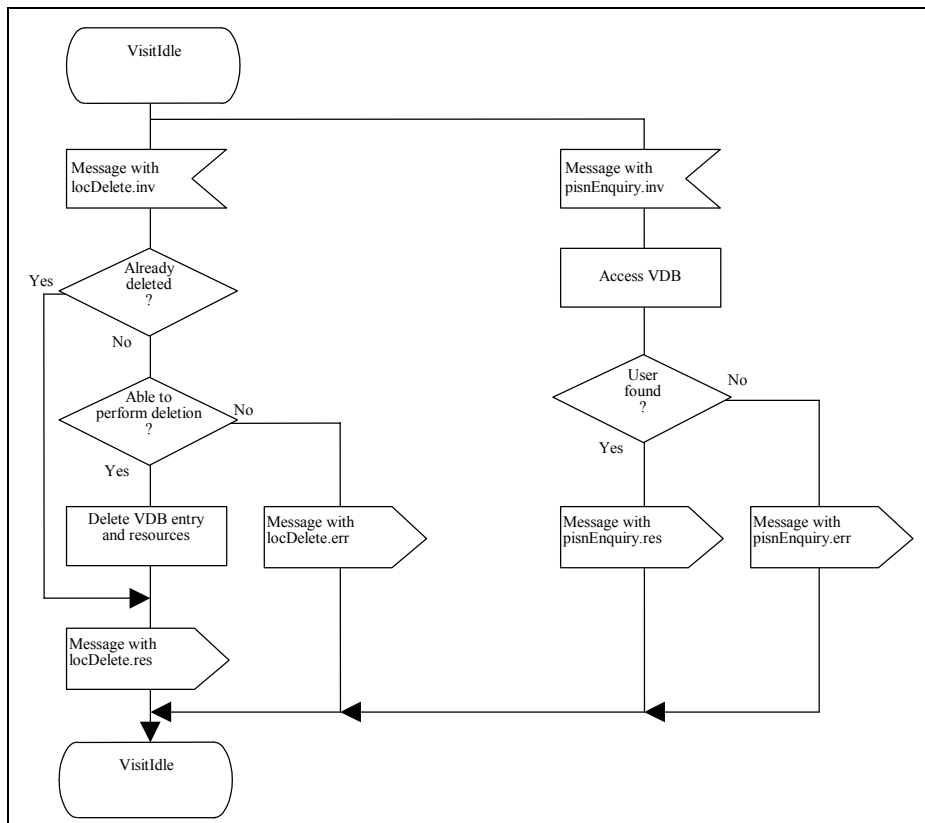 VisitIdle
Message with
locDelete.inv
Message with
pisnEnquiry.inv
Already
deleted
?
Yes
No
Access VDB
Able to
perform deletion
?
No
Yes
User
found
?
No
Yes
Delete VDB entry
and resources
Message with
locDelete.err
Message with
pisnEnquiry.res
Message with
pisnEnquiry.err
Message with
locDelete.res
VisitIdle